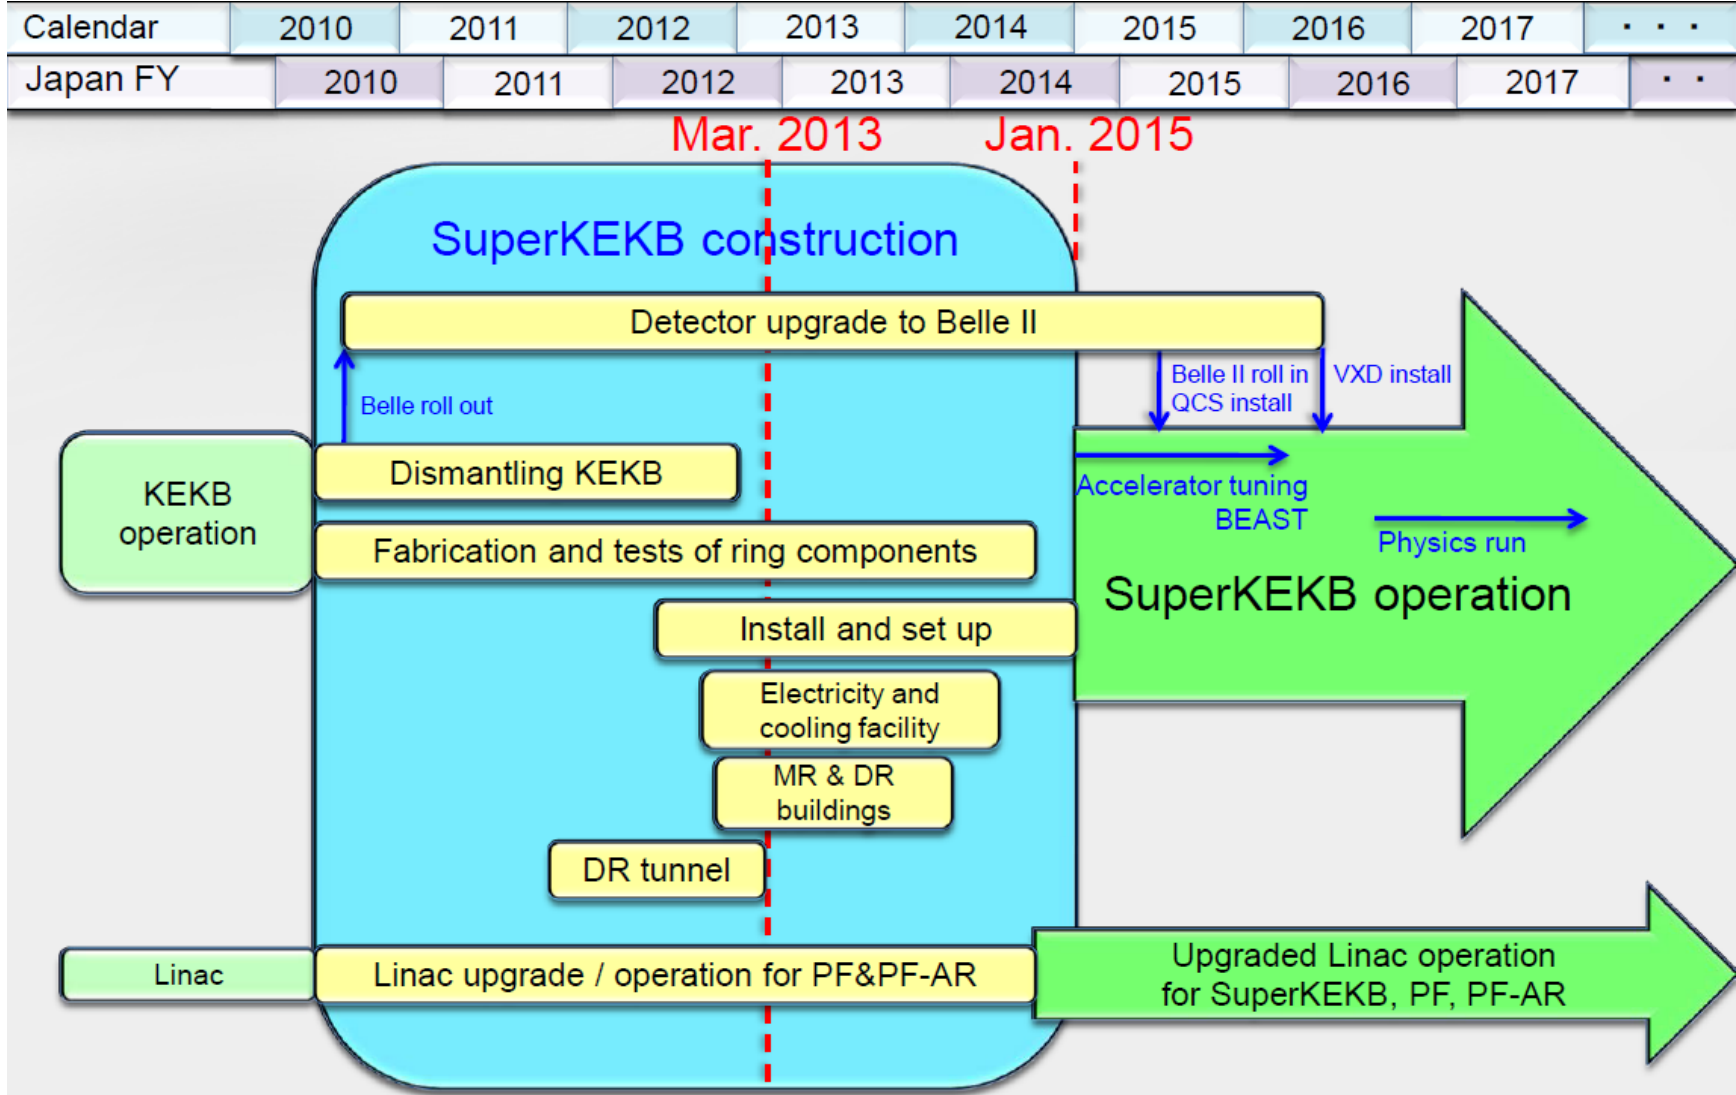 Calendar 2010 2011 2012 2013 2014 2015 2016 2017 · · ·
Japan FY 2010 2011 2012 2013 2014 2015 2016 2017 · ·
Mar. 2013 Jan. 2015
SuperKEKB construction
Detector upgrade to Belle II
Belle roll out
Belle II roll in
QCS install
VXD install
KEKB
operation
Dismantling KEKB
Accelerator tuning
BEAST
Physics run
Fabrication and tests of ring components
SuperKEKB operation
Install and set up
Electricity and
cooling facility
MR & DR
buildings
DR tunnel
Linac
Linac upgrade / operation for PF&PF-AR
Upgraded Linac operation
for SuperKEKB, PF, PF-AR